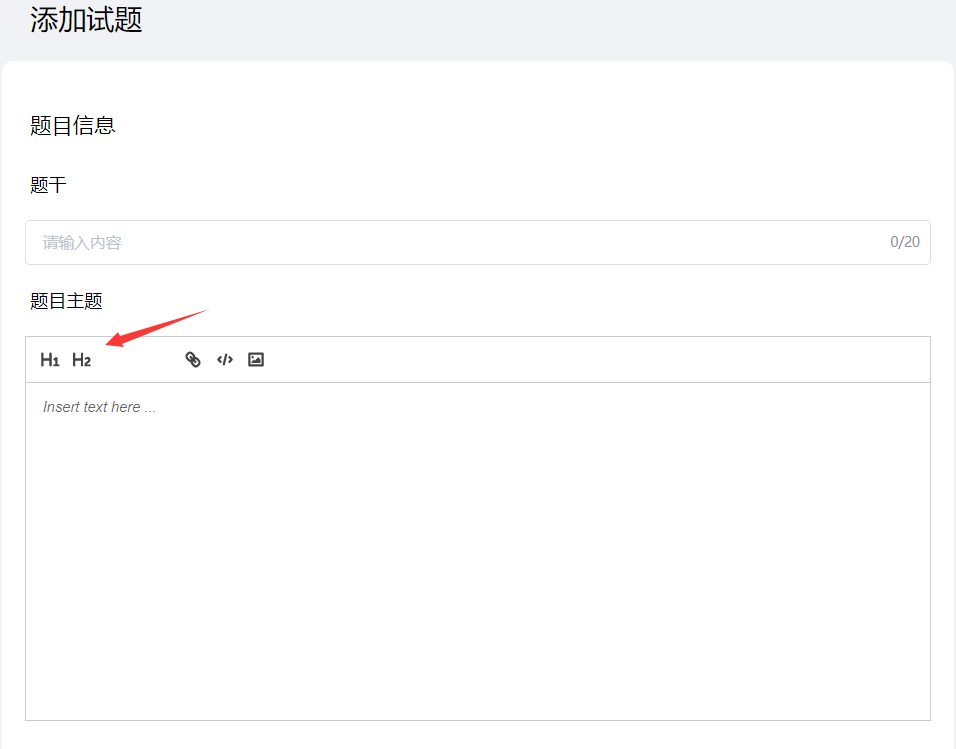 添加试题
题目信息
题干
请输入内容 0/20
题目主题
H1 H2
Insert text here ...